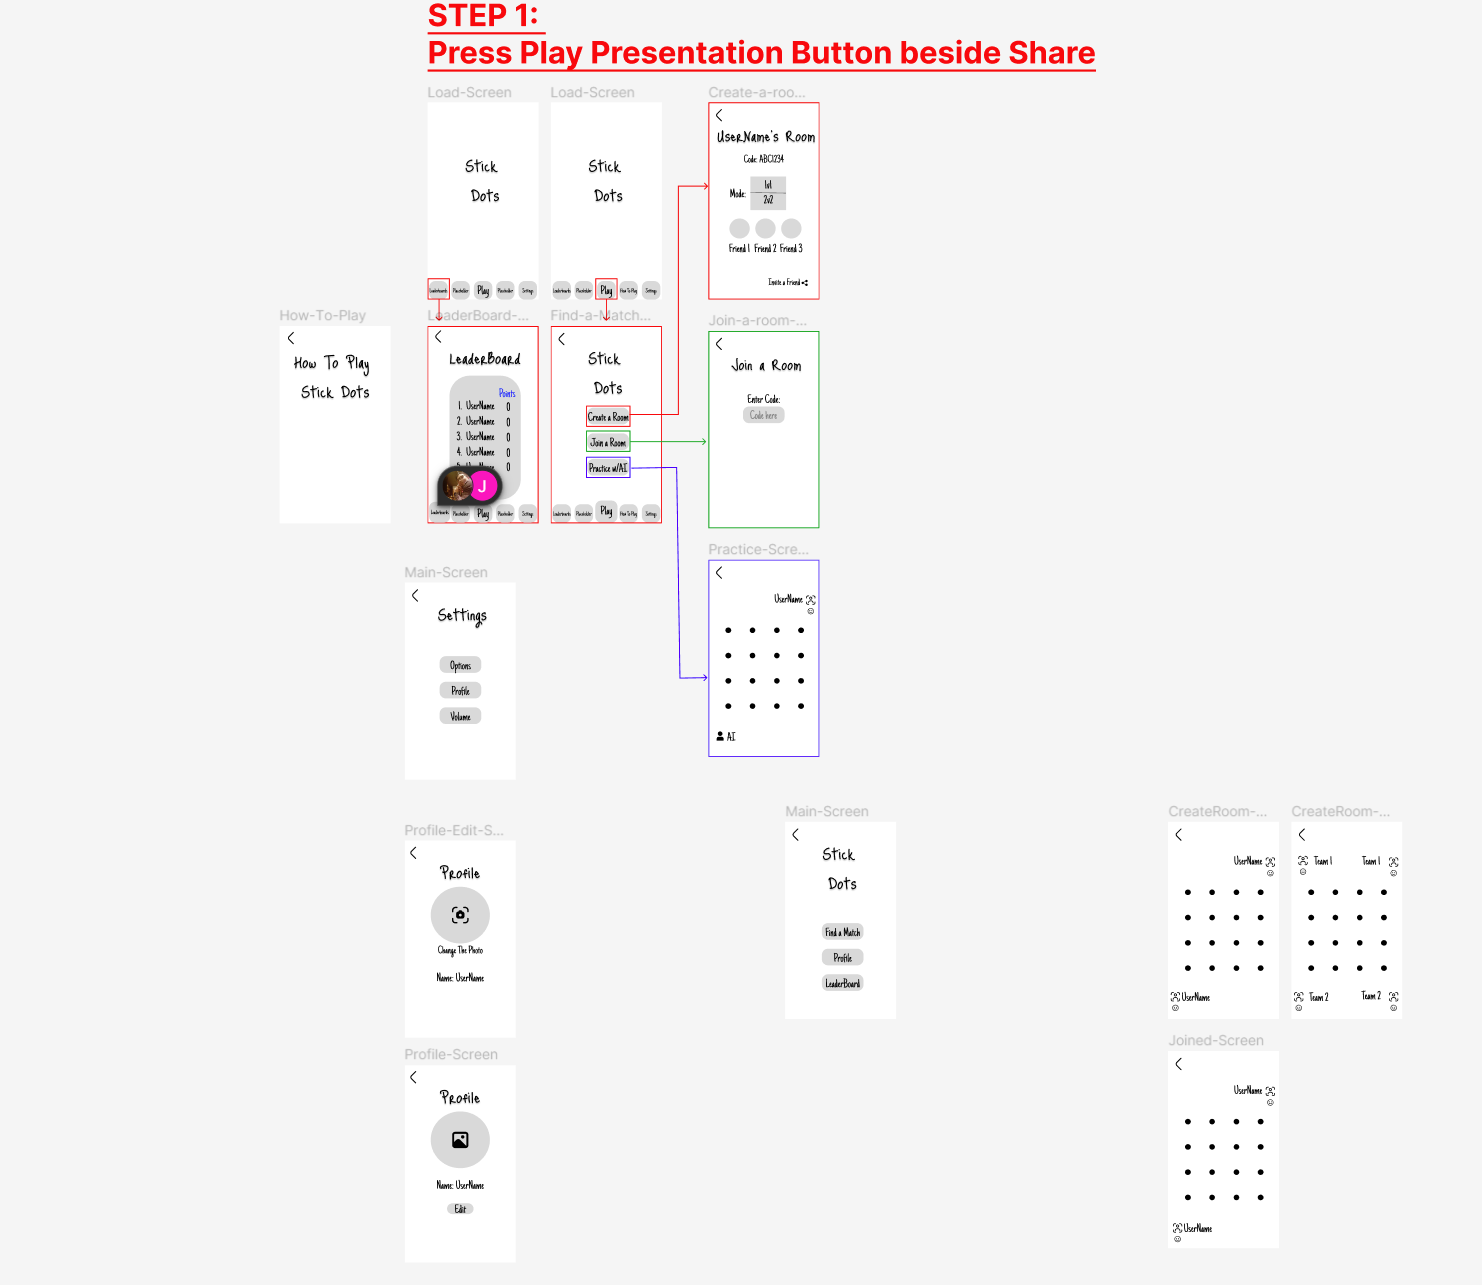 STEP 1:
Press Play Presentation Button beside Share
Load-Screen
Stick
Dots
Leaderboards
Placeholder
Play
Placeholder
Settings
Load-Screen
Stick
Dots
Leaderboards
Placeholder
Play
How To Play
Settings
Create-a-roo...
UserName's Room
Code: ABC1234
Mode:
1v1
2v2
Friend 1 Friend 2 Friend 3
Invite a Friend
How-To-Play
How To Play
Stick Dots
LeaderBoard-...
LeaderBoard
Points
1. UserName 0
2. UserName 0
3. UserName 0
4. UserName 0
0
J
Leaderboards
Placeholder
Play
Placeholder
Settings
Find-a-Match...
Stick
Dots
Create a Room
Join a Room
Practice w/AI
Leaderboards
Placeholder
Play
How To Play
Settings
Join-a-room-...
Join a Room
Enter Code:
Code here
Practice-Scre...
UserName
AI
Main-Screen
Settings
Options
Profile
Volume
Profile-Edit-S...
Profile
Change The Photo
Name: UserName
Profile-Screen
Profile
Name: UserName
Edit
Main-Screen
Stick
Dots
Find a Match
Profile
LeaderBoard
CreateRoom-...
UserName
UserName
CreateRoom-...
Team 1 Team 1
Team 2 Team 2
Joined-Screen
UserName
UserName